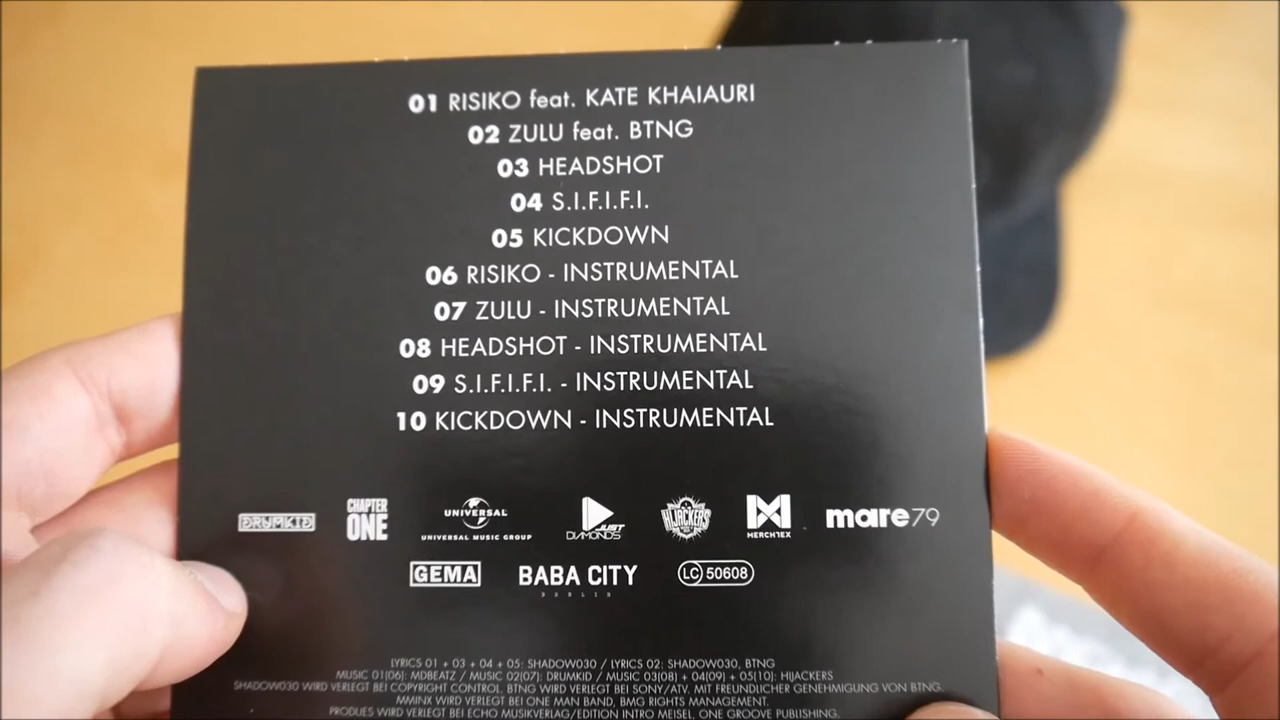 01 RISIKO feat. KATE KHAIAURI
02 ZULU feat. BTNG
03 HEADSHOT
04 S.I.F.I.F.I.
05 KICKDOWN
06 RISIKO - INSTRUMENTAL
07 ZULU - INSTRUMENTAL
08 HEADSHOT - INSTRUMENTAL
09 S.I.F.I.F.I. - INSTRUMENTAL
10 KICKDOWN - INSTRUMENTAL
DRUMKID
CHAPTER
ONE
UNIVERSAL
UNIVERSAL MUSIC GROUP
JUST
DIAMONDS
HIJACKERS
MERCHTEX
mare79
GEMA
BABA CITY
BERLIN
LC 50608
LYRICS 01 + 03 + 04 + 05: SHADOW030 / LYRICS 02: SHADOW030, BTNG
MUSIC 01(06): MDBEATZ / MUSIC 02(07): DRUMKID / MUSIC 03(08) + 04(09) + 05(10): HIJACKERS
SHADOW030 WIRD VERLEGT BEI COPYRIGHT CONTROL. BTNG WIRD VERLEGT BEI SONY/ATV. MIT FREUNDLICHER GENEHMIGUNG VON BTNG.
MMINX WIRD VERLEGT BEI ONE MAN BAND, BMG RIGHTS MANAGEMENT.
PRODUES WIRD VERLEGT BEI ECHO MUSIKVERLAG/EDITION INTRO MEISEL, ONE GROOVE PUBLISHING.